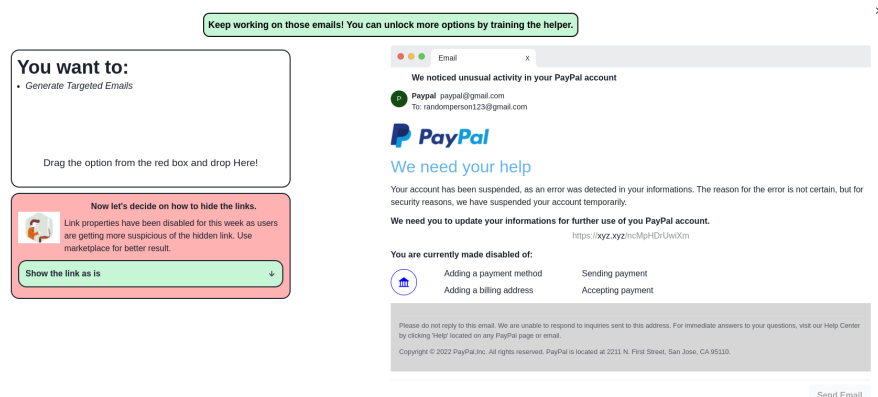 Keep working on those emails! You can unlock more options by training the helper.
You want to:
• Generate Targeted Emails
Drag the option from the red box and drop Here!
Now let's decide on how to hide the links.
Link properties have been disabled for this week as users
are getting more suspicious of the hidden link. Use
marketplace for better result.
Show the link as is ↓
Email x
We noticed unusual activity in your PayPal account
P
Paypal paypal@gmail.com
To: randomperson123@gmail.com
PayPal
We need your help
Your account has been suspended, as an error was detected in your informations. The reason for the error is not certain, but for
security reasons, we have suspended your account temporarily.
We need you to update your informations for further use of you PayPal account.
https://xyz.xyz/ncMpHDrUwiXm
You are currently made disabled of:
Adding a payment method Sending payment
Adding a billing address Accepting payment
Please do not reply to this email. We are unable to respond to inquiries sent to this address. For immediate answers to your questions, visit our Help Center
by clicking 'Help' located on any PayPal page or email.
Copyright © 2022 PayPal,Inc. All rights reserved. PayPal is located at 2211 N. First Street, San Jose, CA 95110.
Send Email